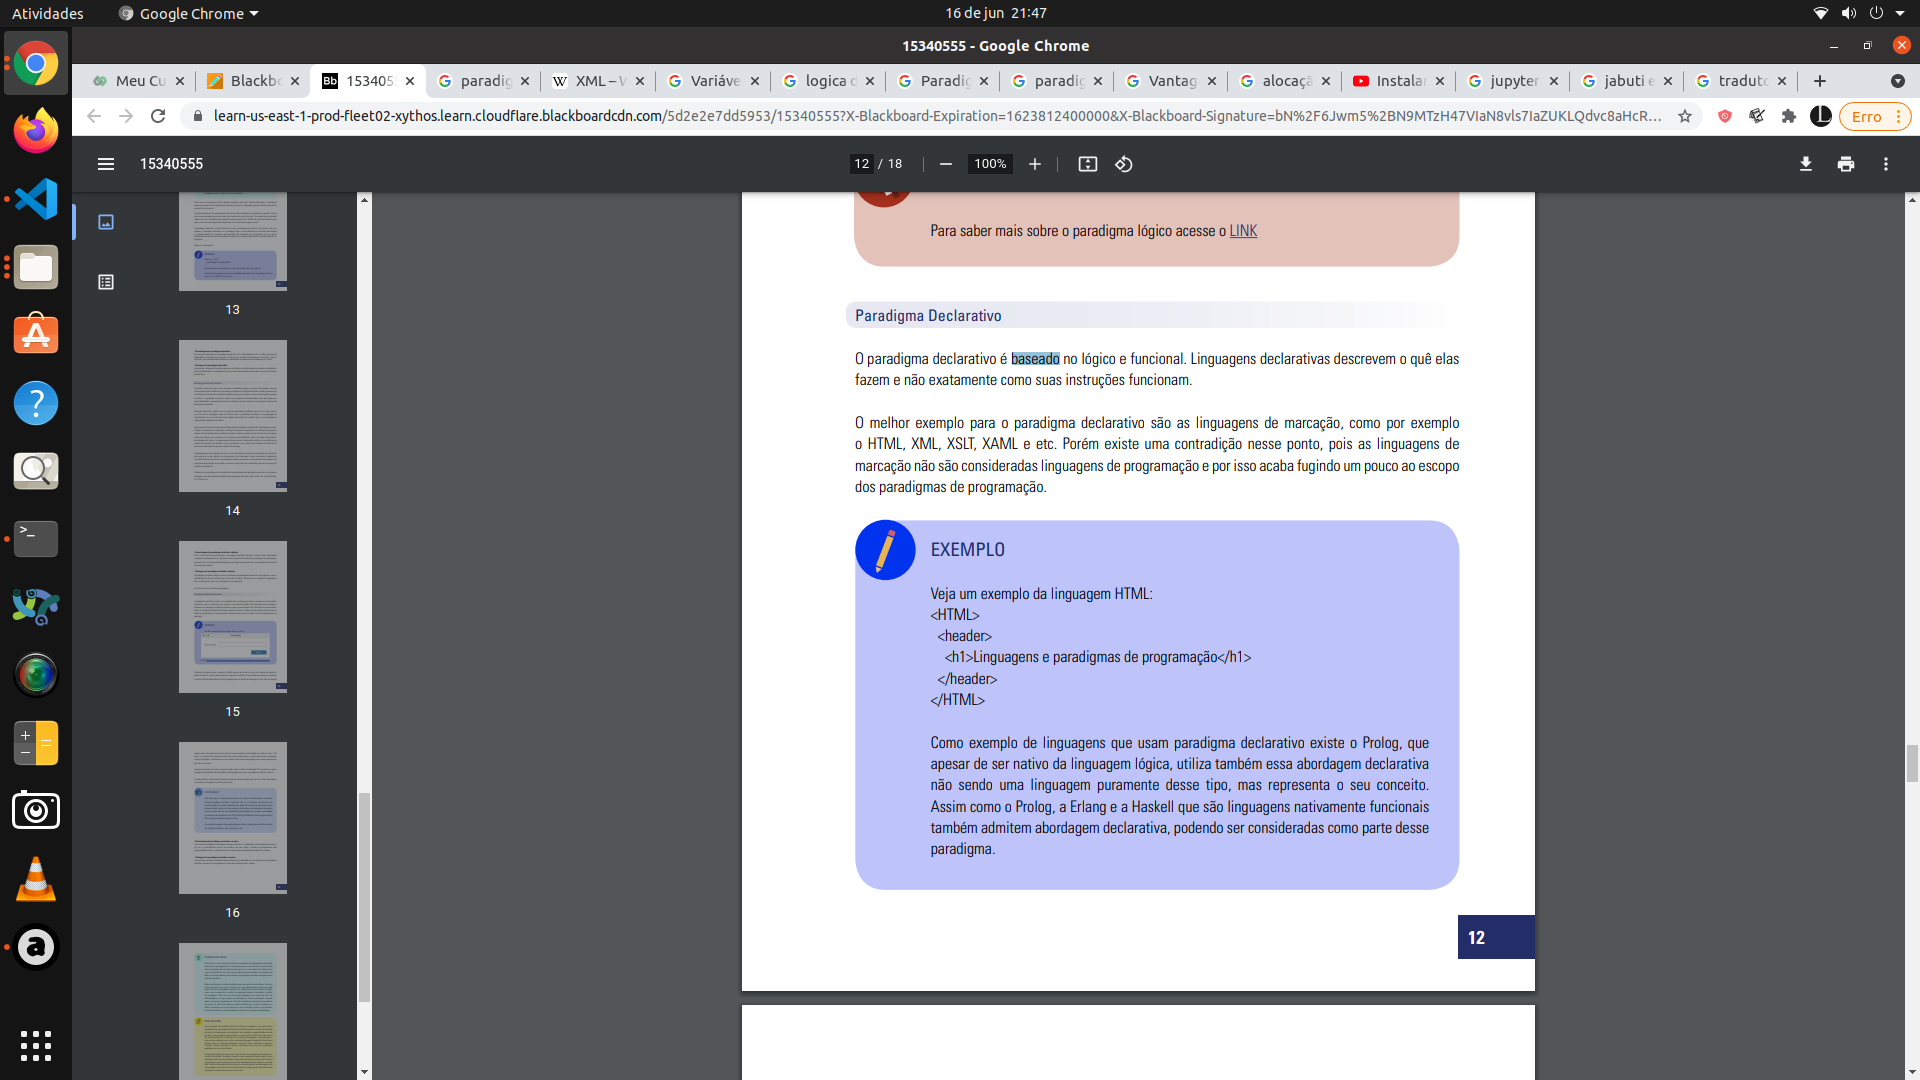 Atividades
Google Chrome
16 de jun 21:47
15340555 - Google Chrome
Meu Cu
Blackbo
1534055
paradig
XML – W
Variáve
logica d
Paradig
paradig
Vantag
alocaçã
Instalar
jupyter
jabuti e
traduto
learn-us-east-1-prod-fleet02-xythos.learn.cloudflare.blackboardcdn.com/5d2e2e7dd5953/15340555?X-Blackboard-Expiration=1623812400000&X-Blackboard-Signature=bN%2F6Jwm5%2BN9MTzH47VIaN8vls7IaZUKLQdvc8aHcR...
Erro
15340555
12 / 18
100%
13
14
15
16
Para saber mais sobre o paradigma lógico acesse o LINK
Paradigma Declarativo
O paradigma declarativo é baseado no lógico e funcional. Linguagens declarativas descrevem o quê elas
fazem e não exatamente como suas instruções funcionam.
O melhor exemplo para o paradigma declarativo são as linguagens de marcação, como por exemplo
o HTML, XML, XSLT, XAML e etc. Porém existe uma contradição nesse ponto, pois as linguagens de
marcação não são consideradas linguagens de programação e por isso acaba fugindo um pouco ao escopo
dos paradigmas de programação.
EXEMPLO
Veja um exemplo da linguagem HTML:
<HTML>
<header>
<h1>Linguagens e paradigmas de programação</h1>
</header>
</HTML>
Como exemplo de linguagens que usam paradigma declarativo existe o Prolog, que
apesar de ser nativo da linguagem lógica, utiliza também essa abordagem declarativa
não sendo uma linguagem puramente desse tipo, mas representa o seu conceito.
Assim como o Prolog, a Erlang e a Haskell que são linguagens nativamente funcionais
também admitem abordagem declarativa, podendo ser consideradas como parte desse
paradigma.
12